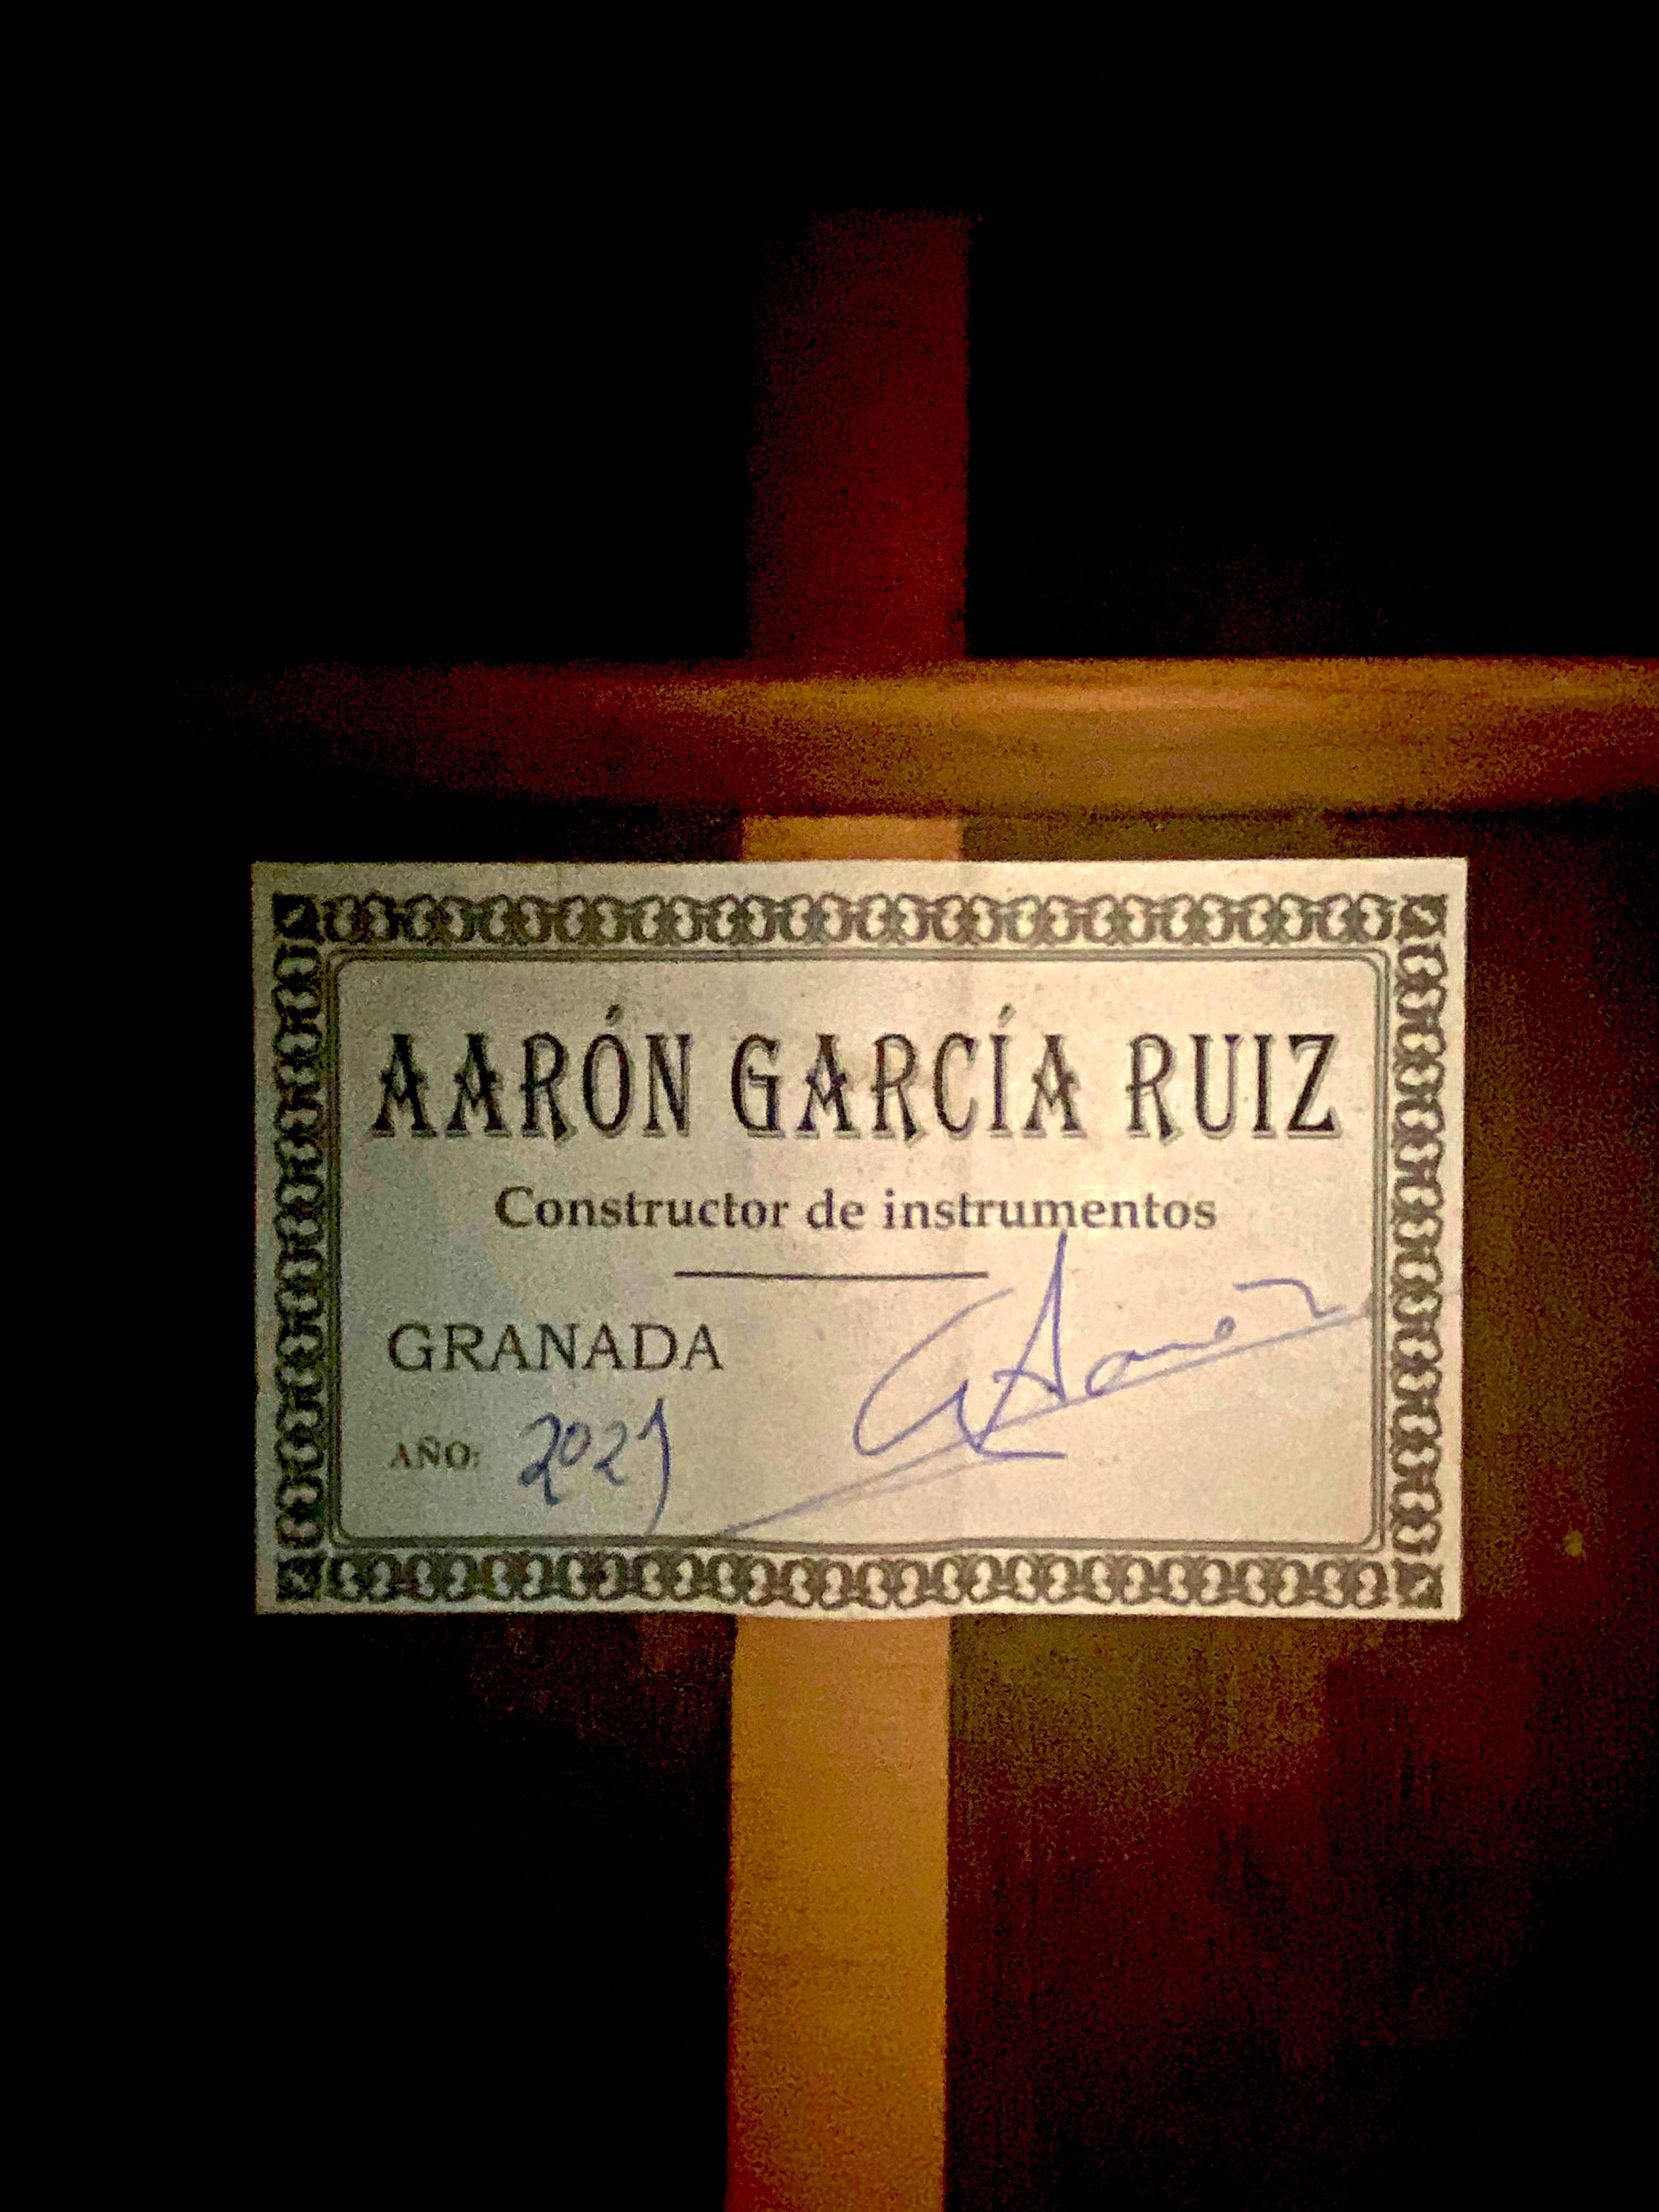 AARÓN GARCÍA RUIZ
Constructor de instrumentos
GRANADA
AÑO: 2021